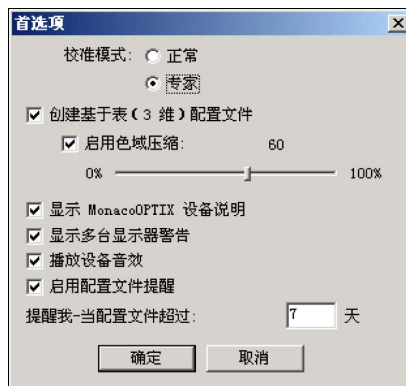 首选项
校准模式: 正常
专家
创建基于表(3 维)配置文件
启用色域压缩: 60
0% 100%
显示 MonacoOPTIX 设备说明
显示多台显示器警告
播放设备音效
启用配置文件提醒
提醒我-当配置文件超过: 7 天
确定 取消